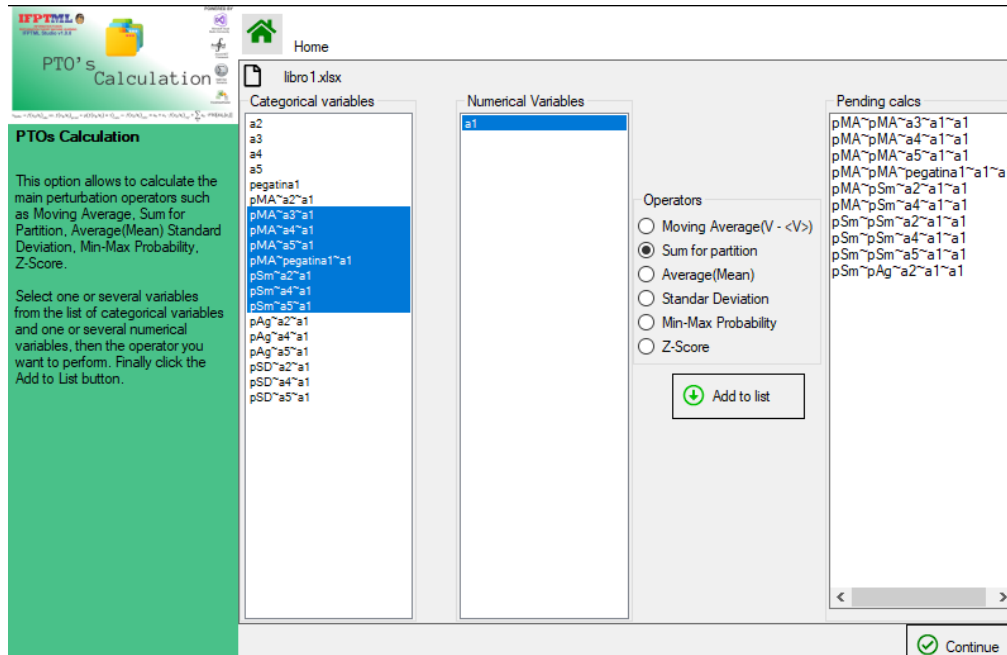 POWERED BY
IFPTML
IFPTML Studio v1.0.0
PTO's
Calculation
PTOs Calculation
This option allows to calculate the
main perturbation operators such
as Moving Average, Sum for
Partition, Average(Mean) Standard
Deviation, Min-Max Probability,
Z-Score.
Select one or several variables
from the list of categorical variables
and one or several numerical
variables, then the operator you
want to perform. Finally click the
Add to List button.
Home
libro1.xlsx
Categorical variables
a2
a3
a4
a5
pegatina1
pMA~a2~a1
pMA~a3~a1
pMA~a4~a1
pMA~a5~a1
pMA~pegatina1~a1
pSm~a2~a1
pSm~a4~a1
pSm~a5~a1
pAg~a2~a1
pAg~a4~a1
pAg~a5~a1
pSD~a2~a1
pSD~a4~a1
pSD~a5~a1
Numerical Variables
a1
Operators
Moving Average(V - <V>)
Sum for partition
Average(Mean)
Standar Deviation
Min-Max Probability
Z-Score
Add to list
Pending calcs
pMA~pMA~a3~a1~a1
pMA~pMA~a4~a1~a1
pMA~pMA~a5~a1~a1
pMA~pMA~pegatina1~a1~a
pMA~pSm~a2~a1~a1
pMA~pSm~a4~a1~a1
pSm~pSm~a2~a1~a1
pSm~pSm~a4~a1~a1
pSm~pSm~a5~a1~a1
pSm~pAg~a2~a1~a1
Continue